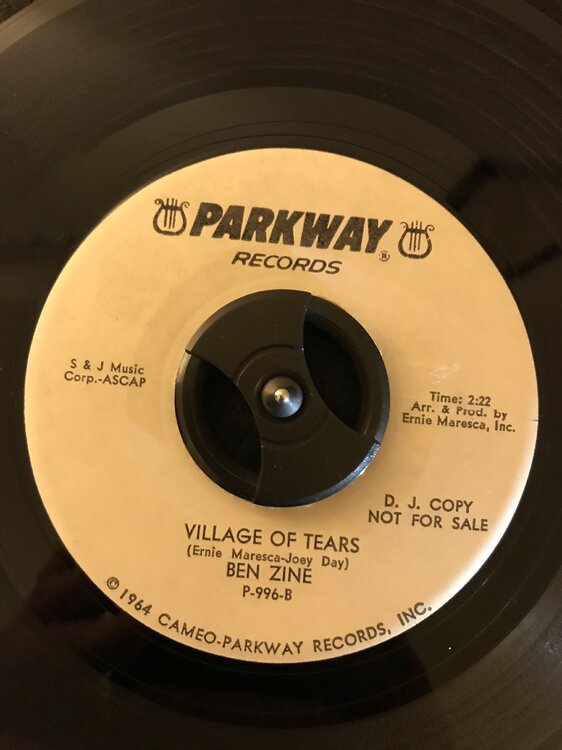 PARKWAY®
RECORDS
S & J Music
Corp.-ASCAP
Time: 2:22
Arr. & Prod. by
Ernie Maresca, Inc.
D. J. COPY
NOT FOR SALE
VILLAGE OF TEARS
(Ernie Maresca-Joey Day)
BEN ZINE
P-996-B
©1964 CAMEO-PARKWAY RECORDS, INC.